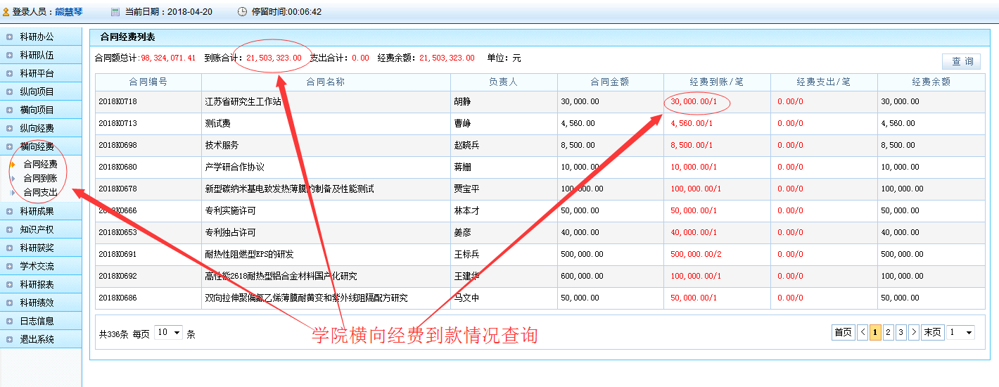 登录人员：熊慧琴 当前日期：2018-04-20 停留时间:00:06:42
科研办公
科研队伍
科研平台
纵向项目
横向项目
纵向经费
横向经费
合同经费
合同到账
合同支出
科研成果
知识产权
科研获奖
学术交流
科研报表
科研绩效
日志信息
退出系统
合同经费列表
合同额总计:98,324,071.41 到账合计：21,503,323.00 支出合计：0.00 经费余额：21,503,323.00 单位：元
查 询
合同编号 合同名称 负责人 合同金额 经费到账/笔 经费支出/笔 经费余额
2018K0718 江苏省研究生工作站 胡静 30,000.00 30,000.00/1 0.00/0 30,000.00
2018K0713 测试费 曹峥 4,560.00 4,560.00/1 0.00/0 4,560.00
2018K0698 技术服务 赵晓兵 8,500.00 8,500.00/1 0.00/0 8,500.00
2018K0680 产学研合作协议 蒋姗 10,000.00 10,000.00/1 0.00/0 10,000.00
2018K0678 新型碳纳米基电致发热薄膜的制备及性能测试 贾宝平 100,000.00 100,000.00/1 0.00/0 100,000.00
2018K0666 专利实施许可 林本才 50,000.00 50,000.00/1 0.00/0 50,000.00
2018K0653 专利独占许可 姜彦 40,000.00 40,000.00/1 0.00/0 40,000.00
2018K0691 耐热性阻燃型EPS的研发 王标兵 500,000.00 500,000.00/2 0.00/0 500,000.00
2018K0692 高性能2618耐热型铝合金材料国产化研究 王建华 600,000.00 100,000.00/1 0.00/0 100,000.00
2018K0686 双向拉伸聚偏氟乙烯薄膜耐黄变和紫外线阻隔配方研究 马文中 50,000.00 50,000.00/1 0.00/0 50,000.00
共336条 每页 10 条
首页 < 1 2 3 > 末页 1
学院横向经费到款情况查询